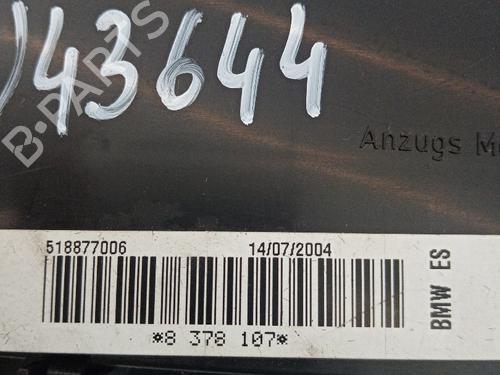 43644
B-PARTS
Anzugs
518877006 14/07/2004
BMW ES
*8 378 107*